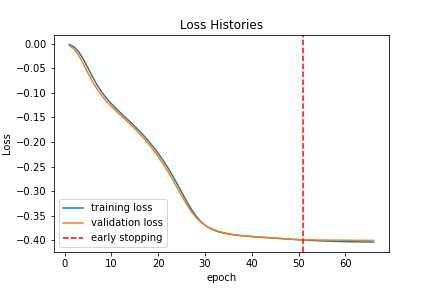 Loss Histories
0.00
−0.05
−0.10
−0.15
−0.20
−0.25
−0.30
−0.35
−0.40
Loss
training loss
validation loss
early stopping
0 10 20 30 40 50 60
epoch